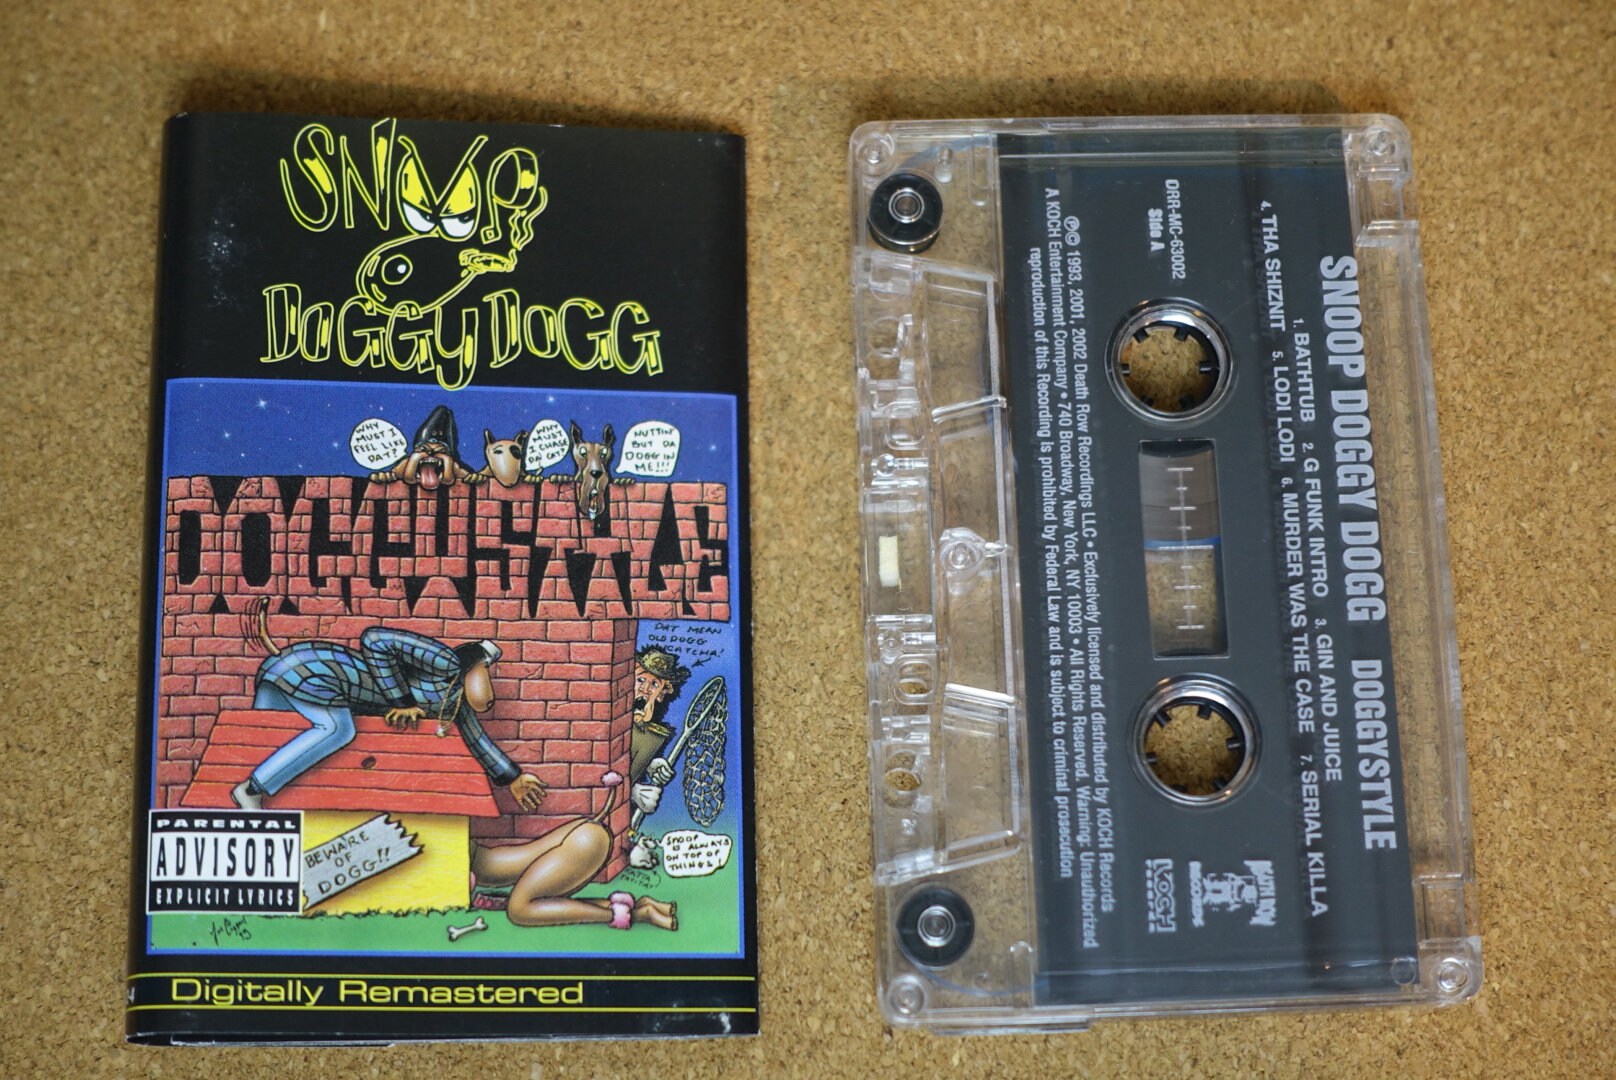 SNOOP
DOGGY DOGG
WHY
MUST I
FEEL LIKE
DAT?
WHY
MUST
I CHASE
DA CAT?
NUTTIN'
BUT DA
DOGG IN
ME!!!
DOGGYSTYLE
DAT MEAN
OLD DOGG
CATCHA!
BEWARE
OF
DOGG!!
SNOOP
IS ALWAYS
ON TOP OF
THINGS!
PARENTAL
ADVISORY
EXPLICIT LYRICS
Digitally Remastered
SNOOP DOGGY DOGG DOGGYSTYLE
1. BATHTUB 2. G FUNK INTRO 3. GIN AND JUICE
4. THA SHIZNIT 5. LODI LODI 6. MURDER WAS THE CASE 7. SERIAL KILLA
DRR-MC-63002
Side A
DEATH ROW
RECORDS
KOCH
℗© 1993, 2001, 2002 Death Row Recordings LLC • Exclusively licensed and distributed by KOCH Records
A KOCH Entertainment Company • 740 Broadway, New York, NY 10003 • All Rights Reserved. Warning: Unauthorized
reproduction of this Recording is prohibited by Federal Law and is subject to criminal prosecution